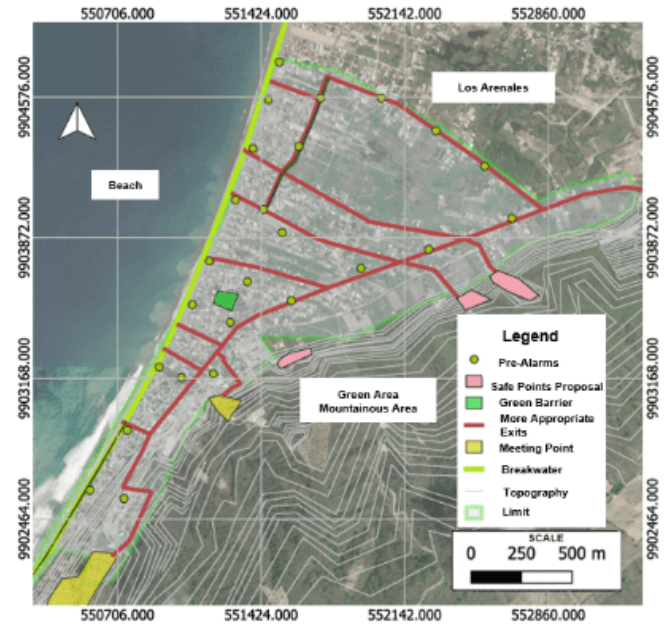 550706.000 551424.000 552142.000 552860.000
9904576.000
9903872.000
9903168.000
9902464.000
Los Arenales
Beach
Green Area
Mountainous Area
Legend
Pre-Alarms
Safe Points Proposal
Green Barrier
More Appropriate
Exits
Meeting Point
Breakwater
Topography
Limit
SCALE
0 250 500 m
9904576.000
9903872.000
9903168.000
9902464.000
550706.000 551424.000 552142.000 552860.000